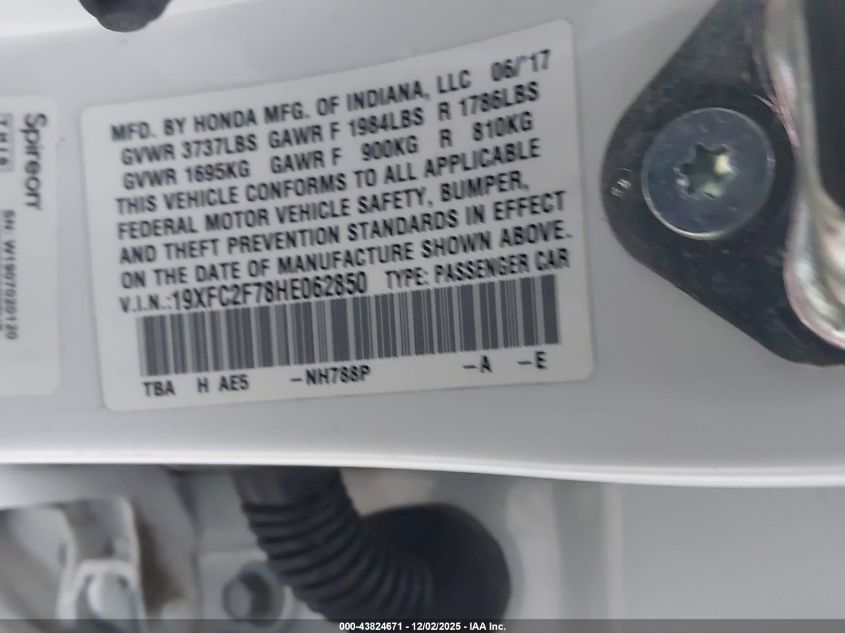 MFD. BY HONDA MFG. OF INDIANA, LLC 06/'17
GVWR 3737LBS GAWR F 1984LBS R 1786LBS
GVWR 1695KG GAWR F 900KG R 810KG
THIS VEHICLE CONFORMS TO ALL APPLICABLE
FEDERAL MOTOR VEHICLE SAFETY, BUMPER,
AND THEFT PREVENTION STANDARDS IN EFFECT
ON THE DATE OF MANUFACTURE SHOWN ABOVE.
V.I.N.:19XFC2F78HE062850 TYPE: PASSENGER CAR
TBA H AE5 -NH788P -A -E
Spireon
SN: W1907020120
000-43824671 - 12/02/2025 - IAA Inc.